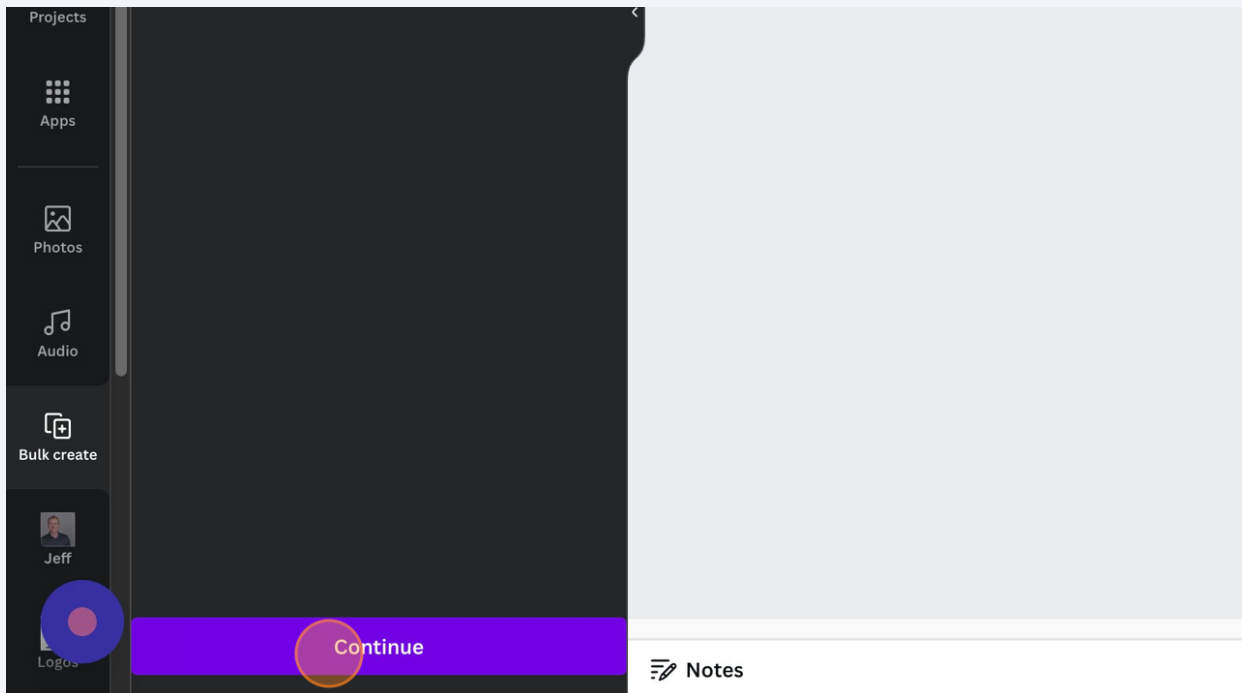 Projects
Apps
Photos
Audio
Bulk create
Jeff
Logos
Continue
Notes